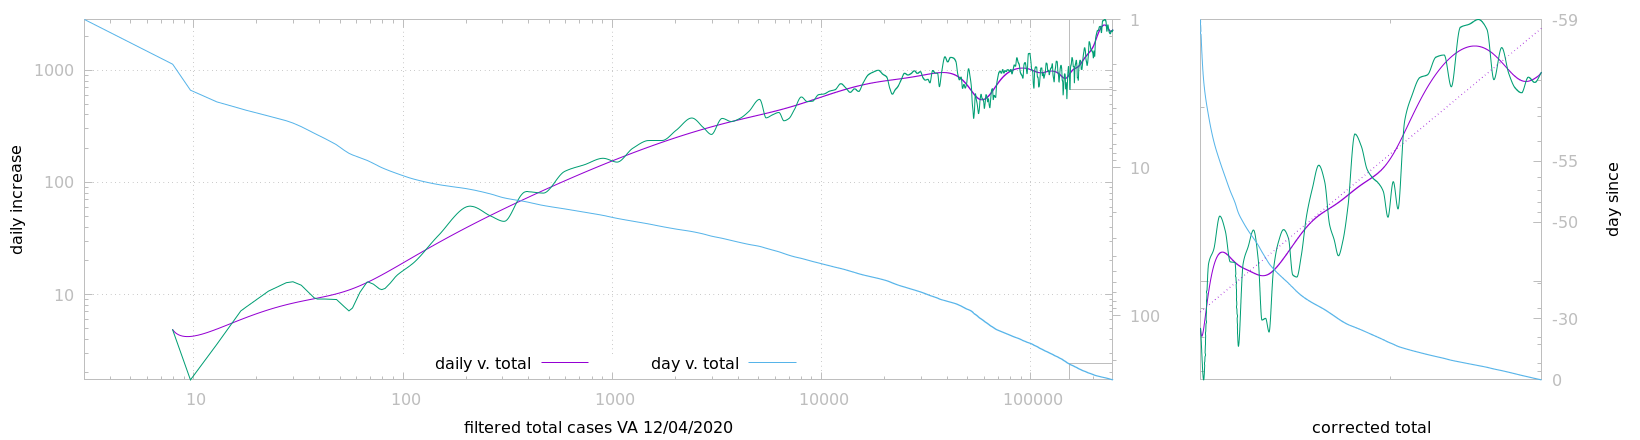 daily increase
1000
100
10
10
100
1000
10000
100000
filtered total cases VA 12/04/2020
daily v. total
day v. total
1
10
100
-59
-55
-50
-30
0
day since
corrected total